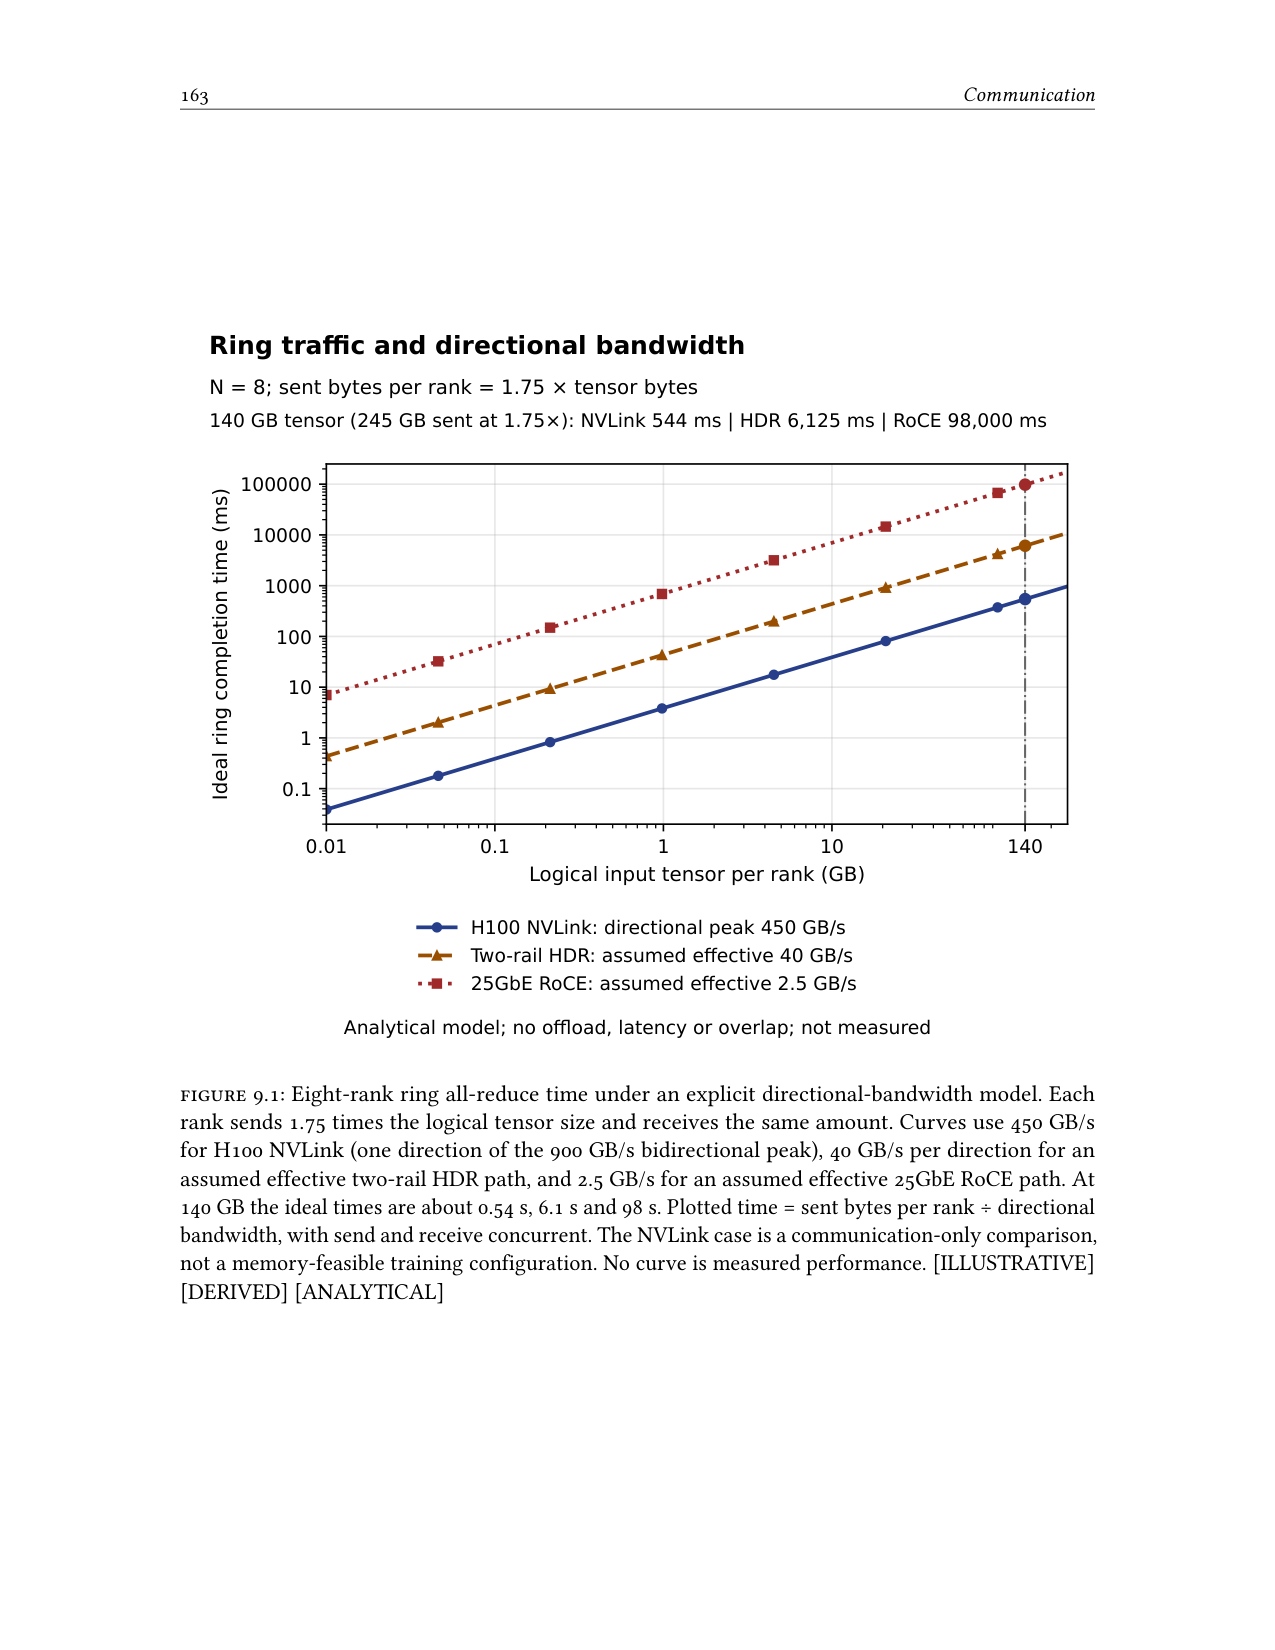 163 Communication
Ring traffic and directional bandwidth
N = 8; sent bytes per rank = 1.75 × tensor bytes
140 GB tensor (245 GB sent at 1.75×): NVLink 544 ms | HDR 6,125 ms | RoCE 98,000 ms
Ideal ring completion time (ms)
100000
10000
1000
100
10
1
0.1
0.01 0.1 1 10 140
Logical input tensor per rank (GB)
H100 NVLink: directional peak 450 GB/s
Two-rail HDR: assumed effective 40 GB/s
25GbE RoCE: assumed effective 2.5 GB/s
Analytical model; no offload, latency or overlap; not measured
FIGURE 9.1: Eight-rank ring all-reduce time under an explicit directional-bandwidth model. Each
rank sends 1.75 times the logical tensor size and receives the same amount. Curves use 450 GB/s
for H100 NVLink (one direction of the 900 GB/s bidirectional peak), 40 GB/s per direction for an
assumed effective two-rail HDR path, and 2.5 GB/s for an assumed effective 25GbE RoCE path. At
140 GB the ideal times are about 0.54 s, 6.1 s and 98 s. Plotted time = sent bytes per rank ÷ directional
bandwidth, with send and receive concurrent. The NVLink case is a communication-only comparison,
not a memory-feasible training configuration. No curve is measured performance. [ILLUSTRATIVE]
[DERIVED] [ANALYTICAL]